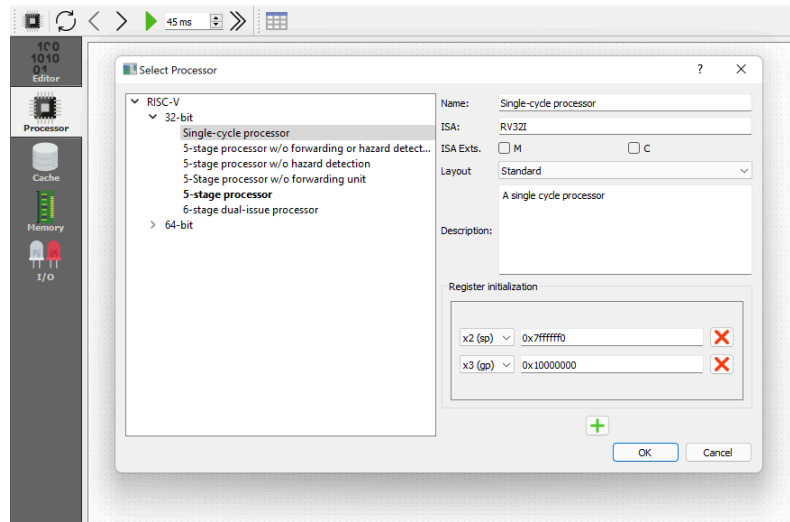 45 ms
1C0
1010
01
Editor
Processor
Cache
Memory
I/O
Select Processor
?
RISC-V
32-bit
Single-cycle processor
5-stage processor w/o forwarding or hazard detect...
5-stage processor w/o hazard detection
5-Stage processor w/o forwarding unit
5-stage processor
6-stage dual-issue processor
64-bit
Name: Single-cycle processor
ISA: RV32I
ISA Exts. M C
Layout Standard
Description: A single cycle processor
Register initialization
x2 (sp) 0x7ffffff0
x3 (gp) 0x10000000
OK Cancel